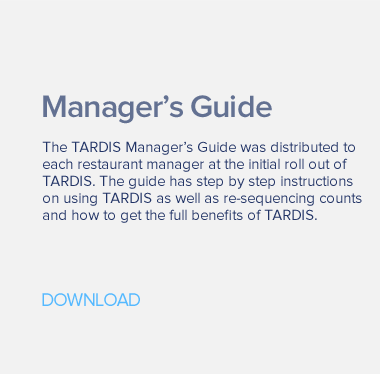 Manager’s Guide
The TARDIS Manager’s Guide was distributed to
each restaurant manager at the initial roll out of
TARDIS. The guide has step by step instructions
on using TARDIS as well as re-sequencing counts
and how to get the full benefits of TARDIS.
DOWNLOAD